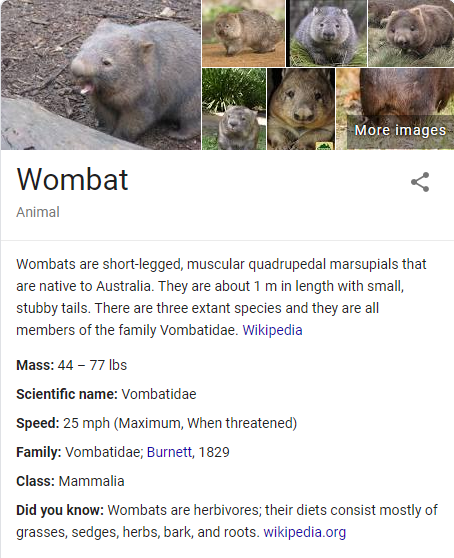 More images
Wombat
Animal
Wombats are short-legged, muscular quadrupedal marsupials that
are native to Australia. They are about 1 m in length with small,
stubby tails. There are three extant species and they are all
members of the family Vombatidae. Wikipedia
Mass: 44 – 77 lbs
Scientific name: Vombatidae
Speed: 25 mph (Maximum, When threatened)
Family: Vombatidae; Burnett, 1829
Class: Mammalia
Did you know: Wombats are herbivores; their diets consist mostly of
grasses, sedges, herbs, bark, and roots. wikipedia.org